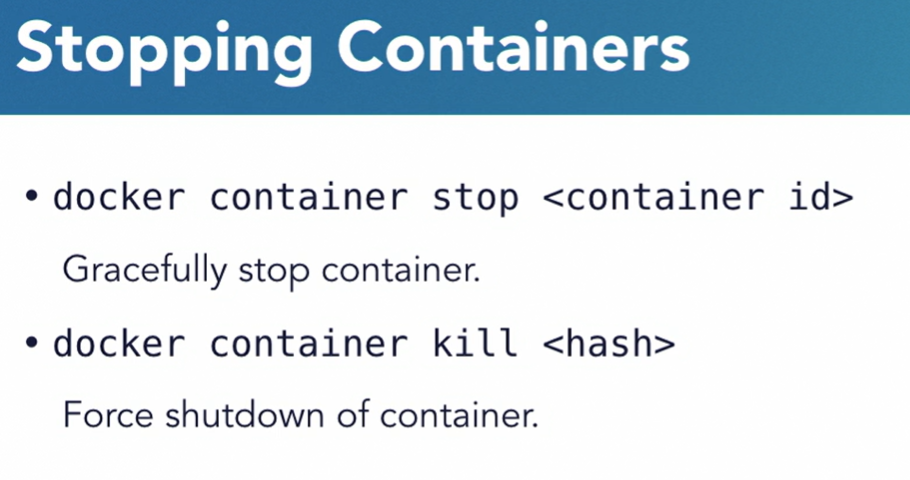 Stopping Containers
• docker container stop <container id>
Gracefully stop container.
• docker container kill <hash>
Force shutdown of container.